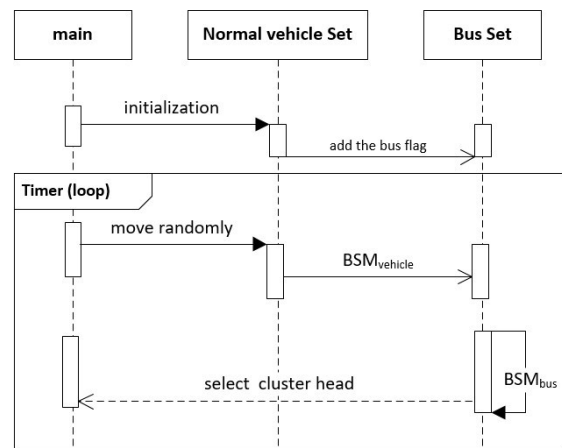 main
Normal vehicle Set
Bus Set
initialization
add the bus flag
Timer (loop)
move randomly
BSMvehicle
BSMbus
select cluster head